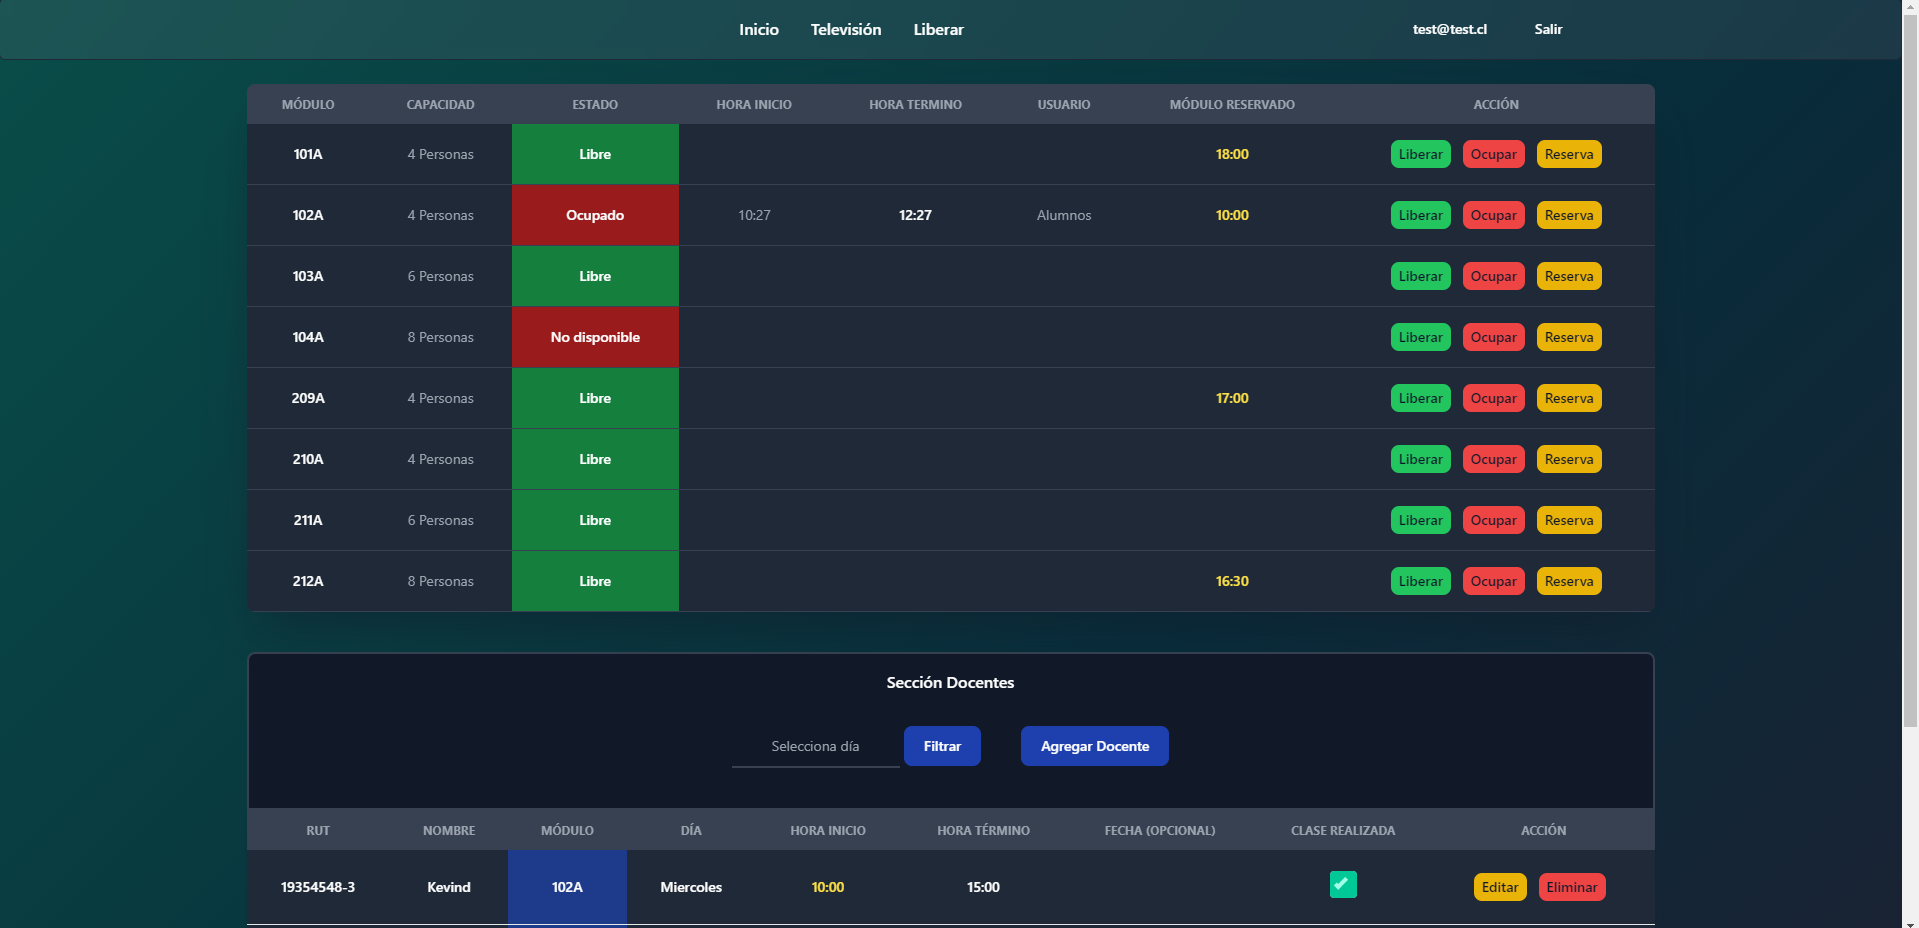 Inicio Televisión Liberar test@test.cl Salir
MÓDULO CAPACIDAD ESTADO HORA INICIO HORA TERMINO USUARIO MÓDULO RESERVADO ACCIÓN
101A 4 Personas Libre 18:00 Liberar Ocupar Reserva
102A 4 Personas Ocupado 10:27 12:27 Alumnos 10:00 Liberar Ocupar Reserva
103A 6 Personas Libre Liberar Ocupar Reserva
104A 8 Personas No disponible Liberar Ocupar Reserva
209A 4 Personas Libre 17:00 Liberar Ocupar Reserva
210A 4 Personas Libre Liberar Ocupar Reserva
211A 6 Personas Libre Liberar Ocupar Reserva
212A 8 Personas Libre 16:30 Liberar Ocupar Reserva
Sección Docentes
Selecciona día Filtrar Agregar Docente
RUT NOMBRE MÓDULO DÍA HORA INICIO HORA TÉRMINO FECHA (OPCIONAL) CLASE REALIZADA ACCIÓN
19354548-3 Kevind 102A Miercoles 10:00 15:00 Editar Eliminar